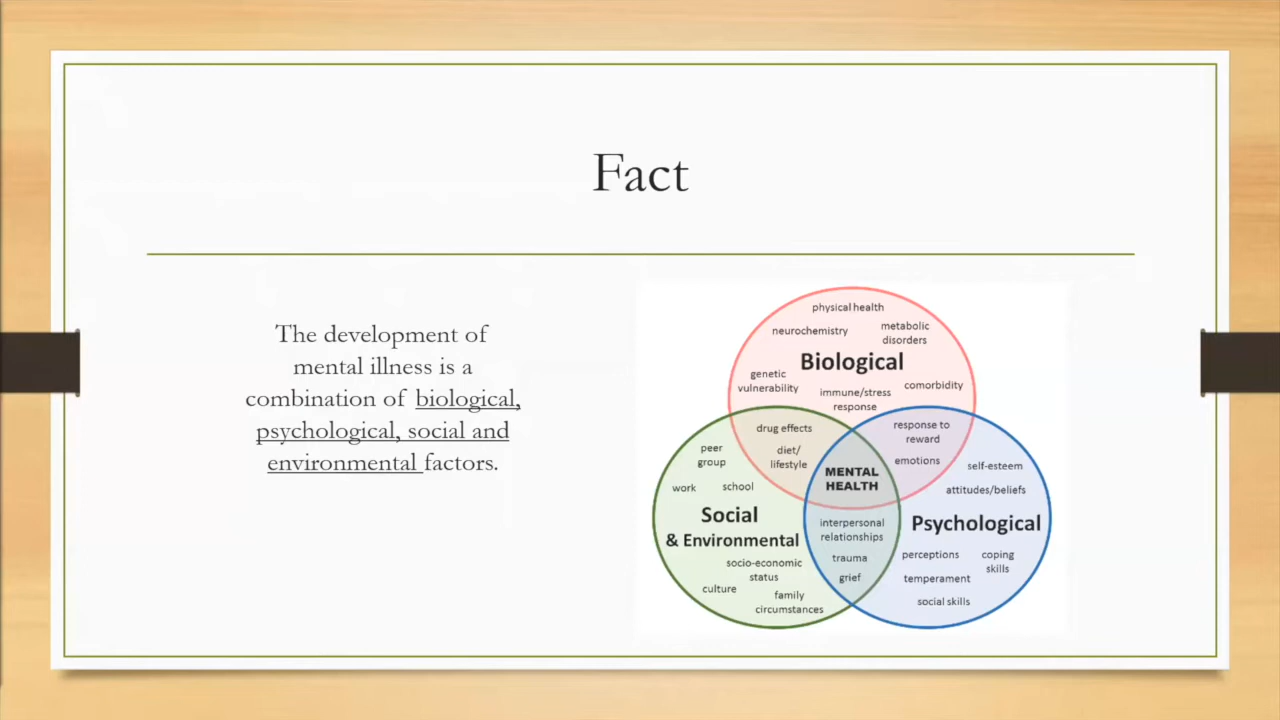 Fact
The development of
mental illness is a
combination of biological,
psychological, social and
environmental factors.
physical health
neurochemistry
metabolic
disorders
Biological
genetic
vulnerability
immune/stress
response
comorbidity
drug effects
diet/
lifestyle
response to
reward
emotions
MENTAL
HEALTH
peer
group
work
school
Social
& Environmental
socio-economic
status
culture
family
circumstances
interpersonal
relationships
trauma
grief
self-esteem
attitudes/beliefs
Psychological
perceptions
coping
skills
temperament
social skills